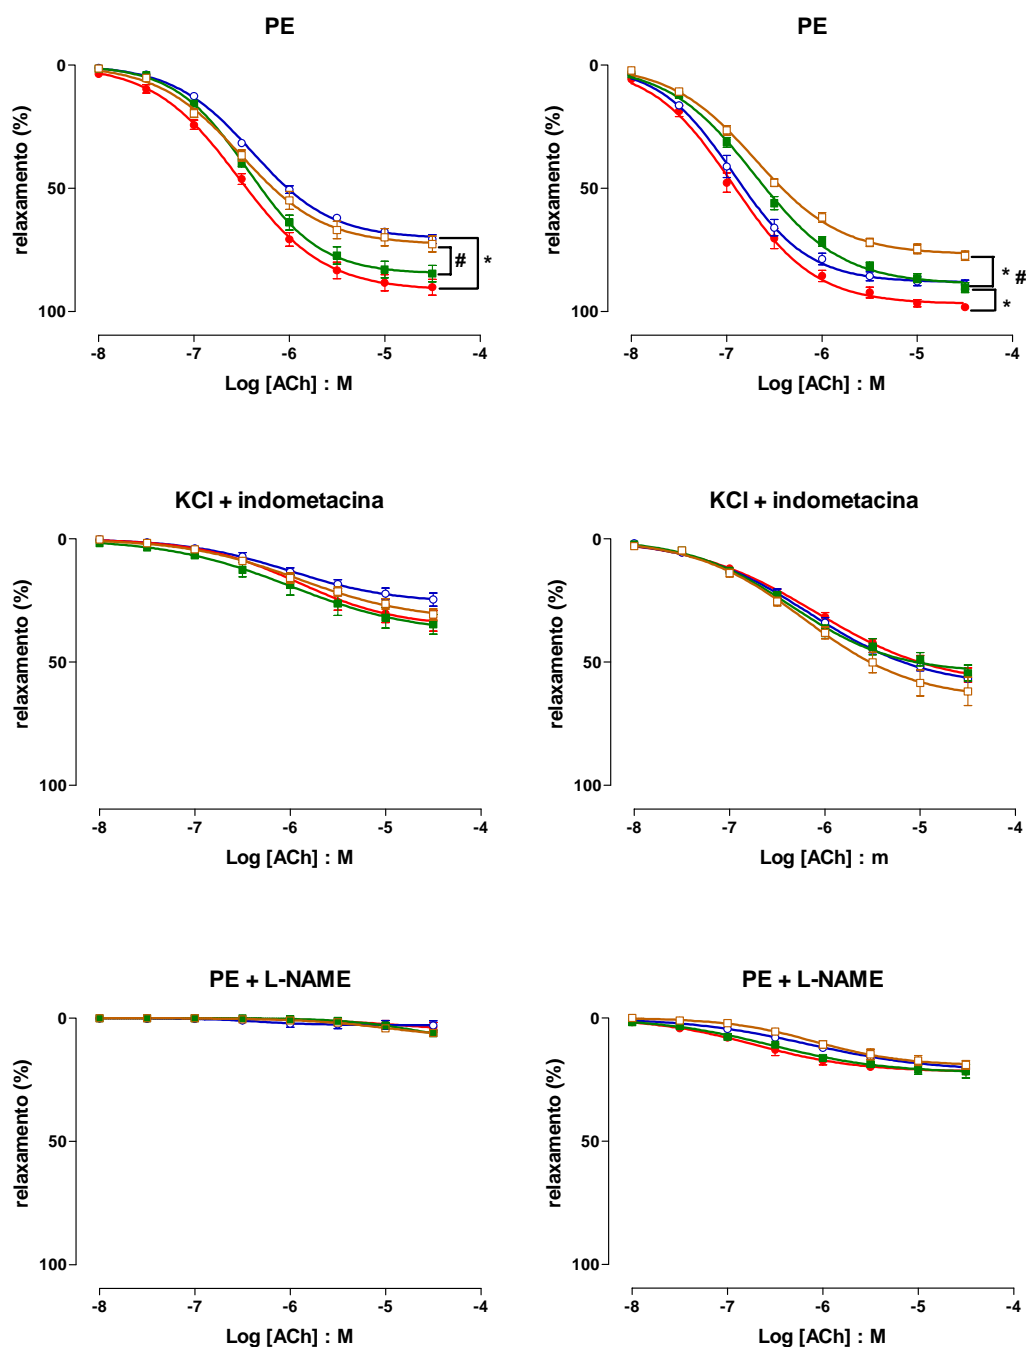 PE
relaxamento (%)
0
50
100
-8 -7 -6 -5 -4
Log [ACh] : M
#
*
PE
relaxamento (%)
0
50
100
-8 -7 -6 -5 -4
Log [ACh] : M
* #
*
KCl + indometacina
relaxamento (%)
0
50
100
-8 -7 -6 -5 -4
Log [ACh] : M
KCl + indometacina
relaxamento (%)
0
50
100
-8 -7 -6 -5 -4
Log [ACh] : m
PE + L-NAME
relaxamento (%)
0
50
100
-8 -7 -6 -5 -4
Log [ACh] : M
PE + L-NAME
relaxamento (%)
0
50
100
-8 -7 -6 -5 -4
Log [ACh] : M